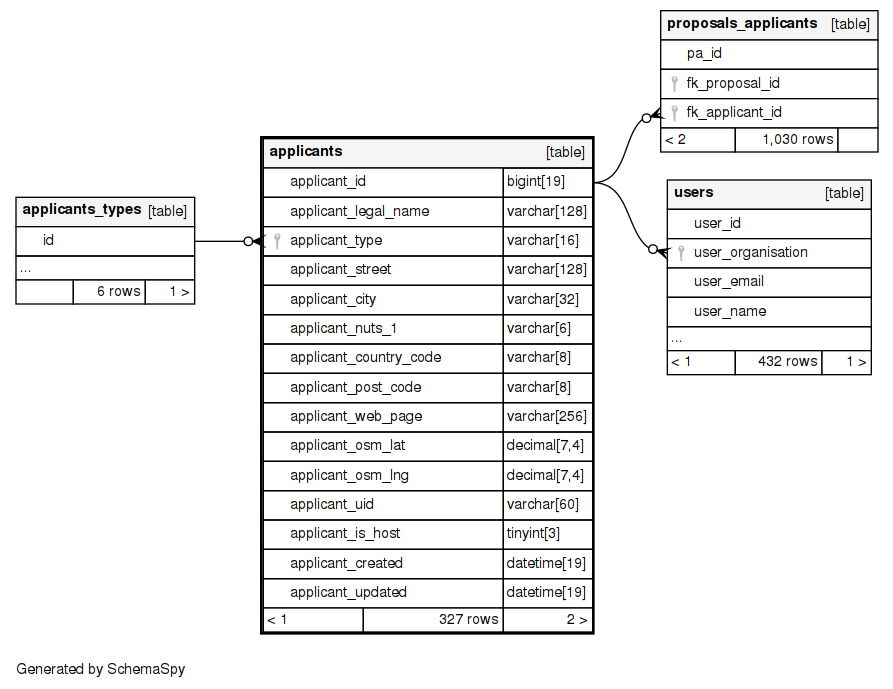 proposals_applicants [table]
pa_id
fk_proposal_id
fk_applicant_id
< 2 1,030 rows
applicants [table]
applicant_id bigint[19]
applicant_legal_name varchar[128]
applicant_type varchar[16]
applicant_street varchar[128]
applicant_city varchar[32]
applicant_nuts_1 varchar[6]
applicant_country_code varchar[8]
applicant_post_code varchar[8]
applicant_web_page varchar[256]
applicant_osm_lat decimal[7,4]
applicant_osm_lng decimal[7,4]
applicant_uid varchar[60]
applicant_is_host tinyint[3]
applicant_created datetime[19]
applicant_updated datetime[19]
< 1 327 rows 2 >
users [table]
user_id
user_organisation
user_email
user_name
...
< 1 432 rows 1 >
applicants_types [table]
id
...
6 rows 1 >
Generated by SchemaSpy